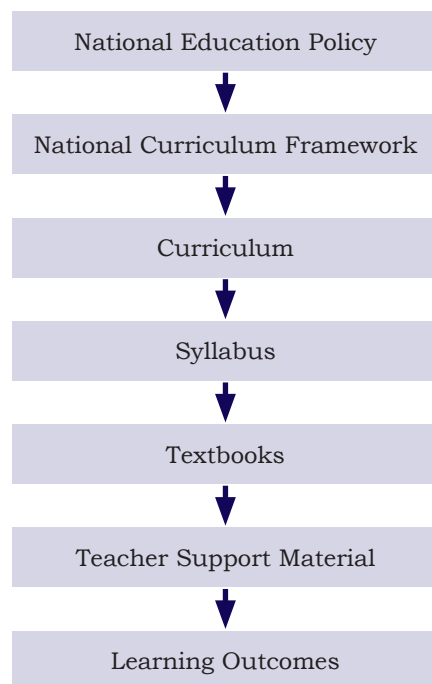 National Education Policy
National Curriculum Framework
Curriculum
Syllabus
Textbooks
Teacher Support Material
Learning Outcomes